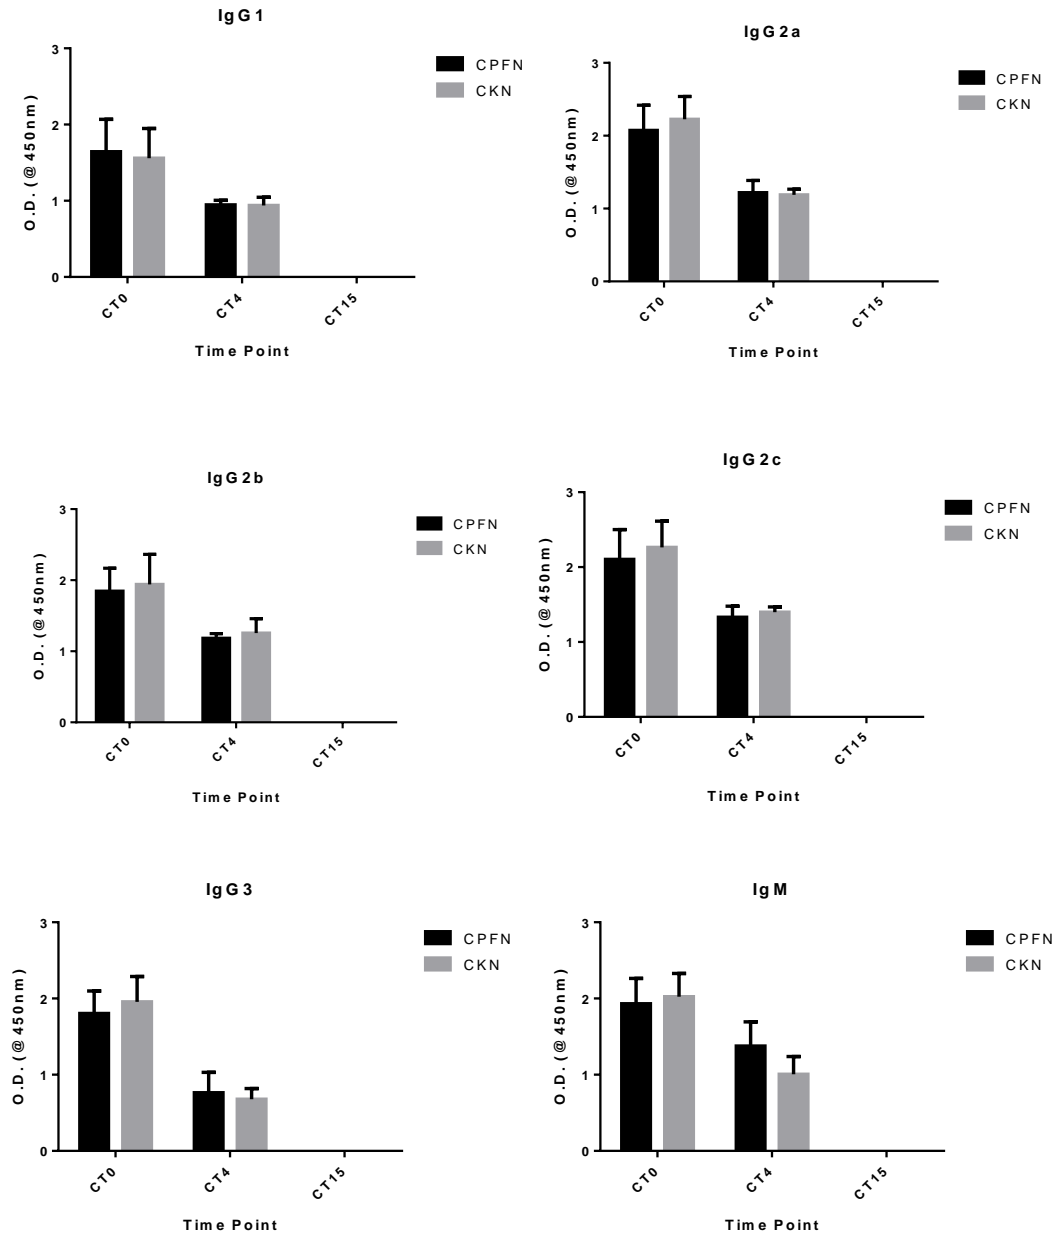 IgG1
3
2
1
0
O.D. (@450nm)
CT0
CT4
CT15
Time Point
CPFN
CKN
IgG2a
3
2
1
0
O.D. (@450nm)
CT0
CT4
CT15
Time Point
CPFN
CKN
IgG2b
3
2
1
0
O.D. (@450nm)
CT0
CT4
CT15
Time Point
CPFN
CKN
IgG2c
3
2
1
0
O.D. (@450nm)
CT0
CT4
CT15
Time Point
CPFN
CKN
IgG3
3
2
1
0
O.D. (@450nm)
CT0
CT4
CT15
Time Point
CPFN
CKN
IgM
3
2
1
0
O.D. (@450nm)
CT0
CT4
CT15
Time Point
CPFN
CKN